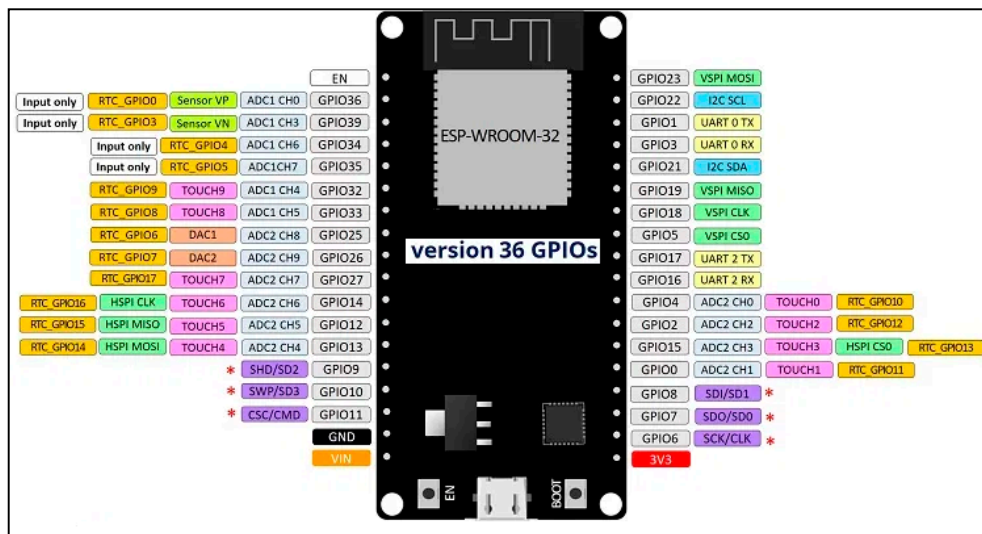 EN
Input only RTC_GPIO0 Sensor VP ADC1 CH0 GPIO36
Input only RTC_GPIO3 Sensor VN ADC1 CH3 GPIO39
Input only RTC_GPIO4 ADC1 CH6 GPIO34
Input only RTC_GPIO5 ADC1CH7 GPIO35
RTC_GPIO9 TOUCH9 ADC1 CH4 GPIO32
RTC_GPIO8 TOUCH8 ADC1 CH5 GPIO33
RTC_GPIO6 DAC1 ADC2 CH8 GPIO25
RTC_GPIO7 DAC2 ADC2 CH9 GPIO26
RTC_GPIO17 TOUCH7 ADC2 CH7 GPIO27
RTC_GPIO16 HSPI CLK TOUCH6 ADC2 CH6 GPIO14
RTC_GPIO15 HSPI MISO TOUCH5 ADC2 CH5 GPIO12
RTC_GPIO14 HSPI MOSI TOUCH4 ADC2 CH4 GPIO13
* SHD/SD2 GPIO9
* SWP/SD3 GPIO10
* CSC/CMD GPIO11
GND
VIN
ESP-WROOM-32
version 36 GPIOs
EN
BOOT
GPIO23 VSPI MOSI
GPIO22 I2C SCL
GPIO1 UART 0 TX
GPIO3 UART 0 RX
GPIO21 I2C SDA
GPIO19 VSPI MISO
GPIO18 VSPI CLK
GPIO5 VSPI CS0
GPIO17 UART 2 TX
GPIO16 UART 2 RX
GPIO4 ADC2 CH0 TOUCH0 RTC_GPIO10
GPIO2 ADC2 CH2 TOUCH2 RTC_GPIO12
GPIO15 ADC2 CH3 TOUCH3 HSPI CS0 RTC_GPIO13
GPIO0 ADC2 CH1 TOUCH1 RTC_GPIO11
GPIO8 SDI/SD1 *
GPIO7 SDO/SD0 *
GPIO6 SCK/CLK *
3V3